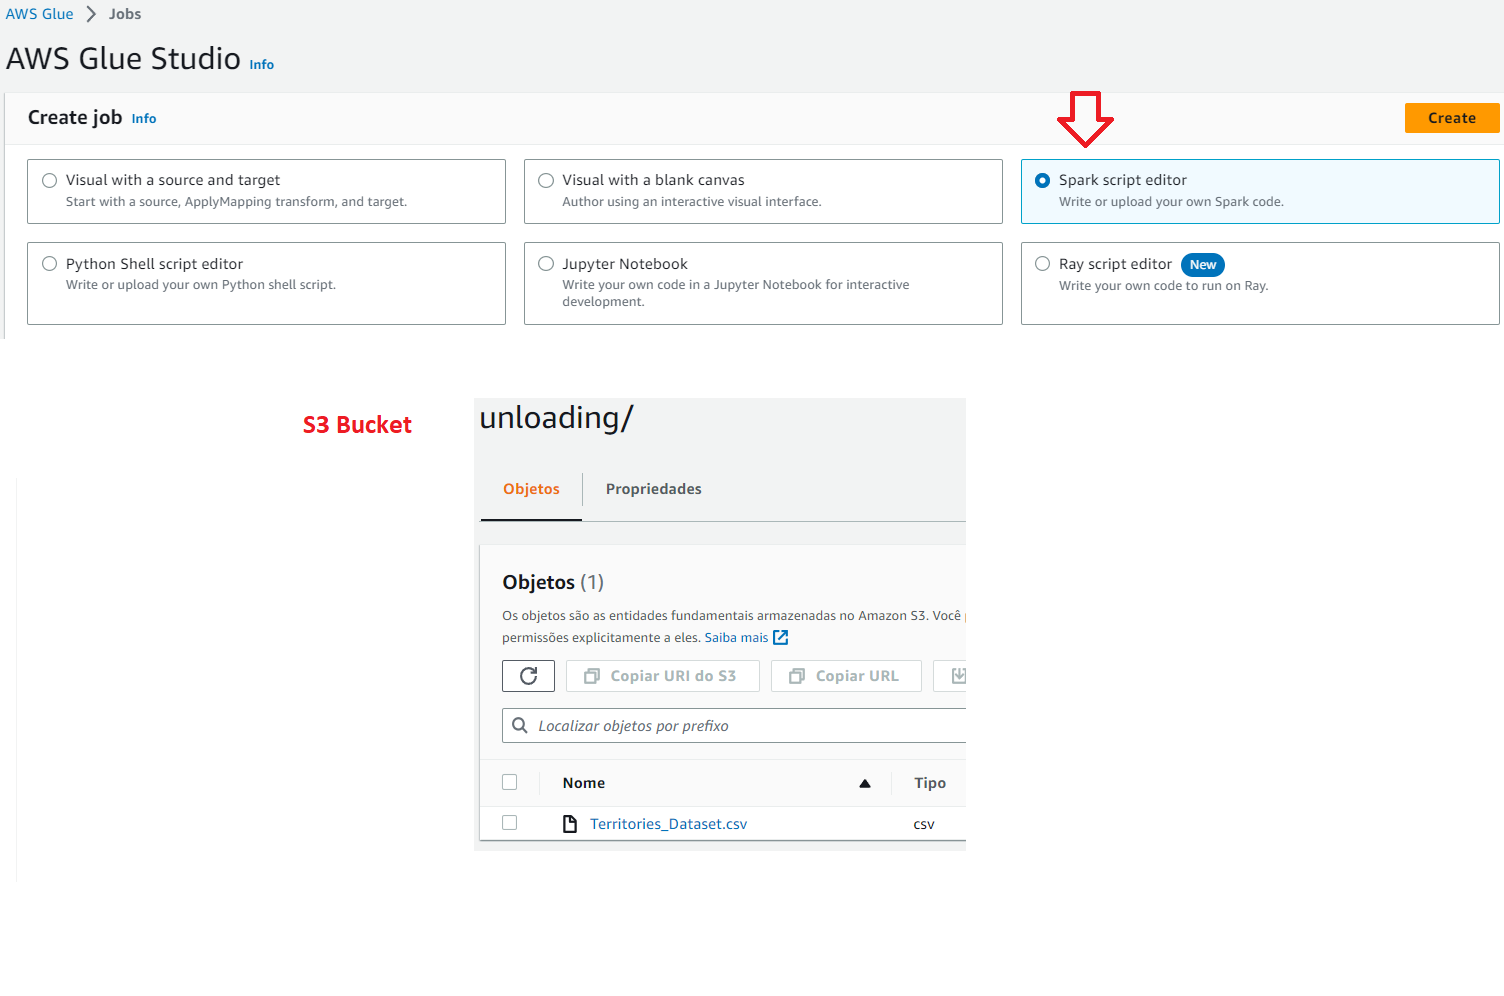 AWS Glue > Jobs
AWS Glue Studio Info
Create job Info
Create
Visual with a source and target
Start with a source, ApplyMapping transform, and target.
Visual with a blank canvas
Author using an interactive visual interface.
Spark script editor
Write or upload your own Spark code.
Python Shell script editor
Write or upload your own Python shell script.
Jupyter Notebook
Write your own code in a Jupyter Notebook for interactive
development.
Ray script editor New
Write your own code to run on Ray.
S3 Bucket
unloading/
Objetos
Propriedades
Objetos (1)
Os objetos são as entidades fundamentais armazenadas no Amazon S3. Você
permissões explicitamente a eles. Saiba mais
Copiar URI do S3
Copiar URL
Localizar objetos por prefixo
Nome
Tipo
Territories_Dataset.csv
csv